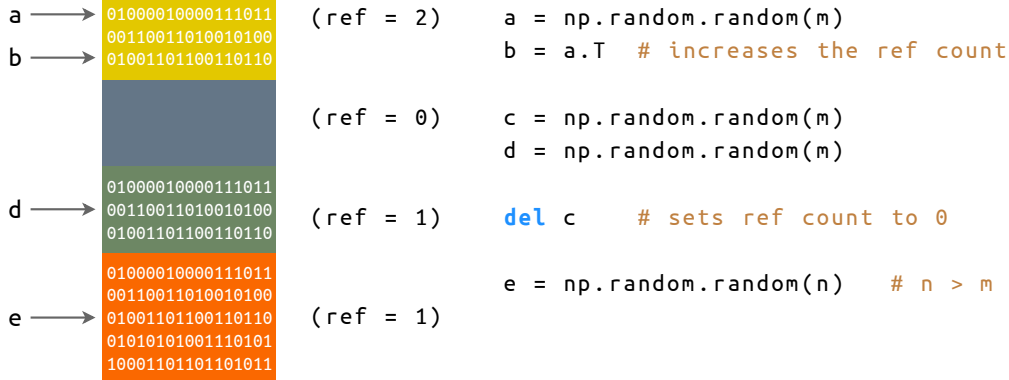 a 0100001000011101​1 (ref = 2) a = np.random.random(m)
0011001101001010​0
b 0100110110011011​0 b = a.T # increases the ref count
(ref = 0) c = np.random.random(m)
d = np.random.random(m)
0100001000011101​1
d 0011001101001010​0 (ref = 1) del c # sets ref count to 0
0100110110011011​0
0100001000011101​1 e = np.random.random(n) # n > m
0011001101001010​0
e 0100110110011011​0 (ref = 1)
0101010100111010​1
1000110110110101​1